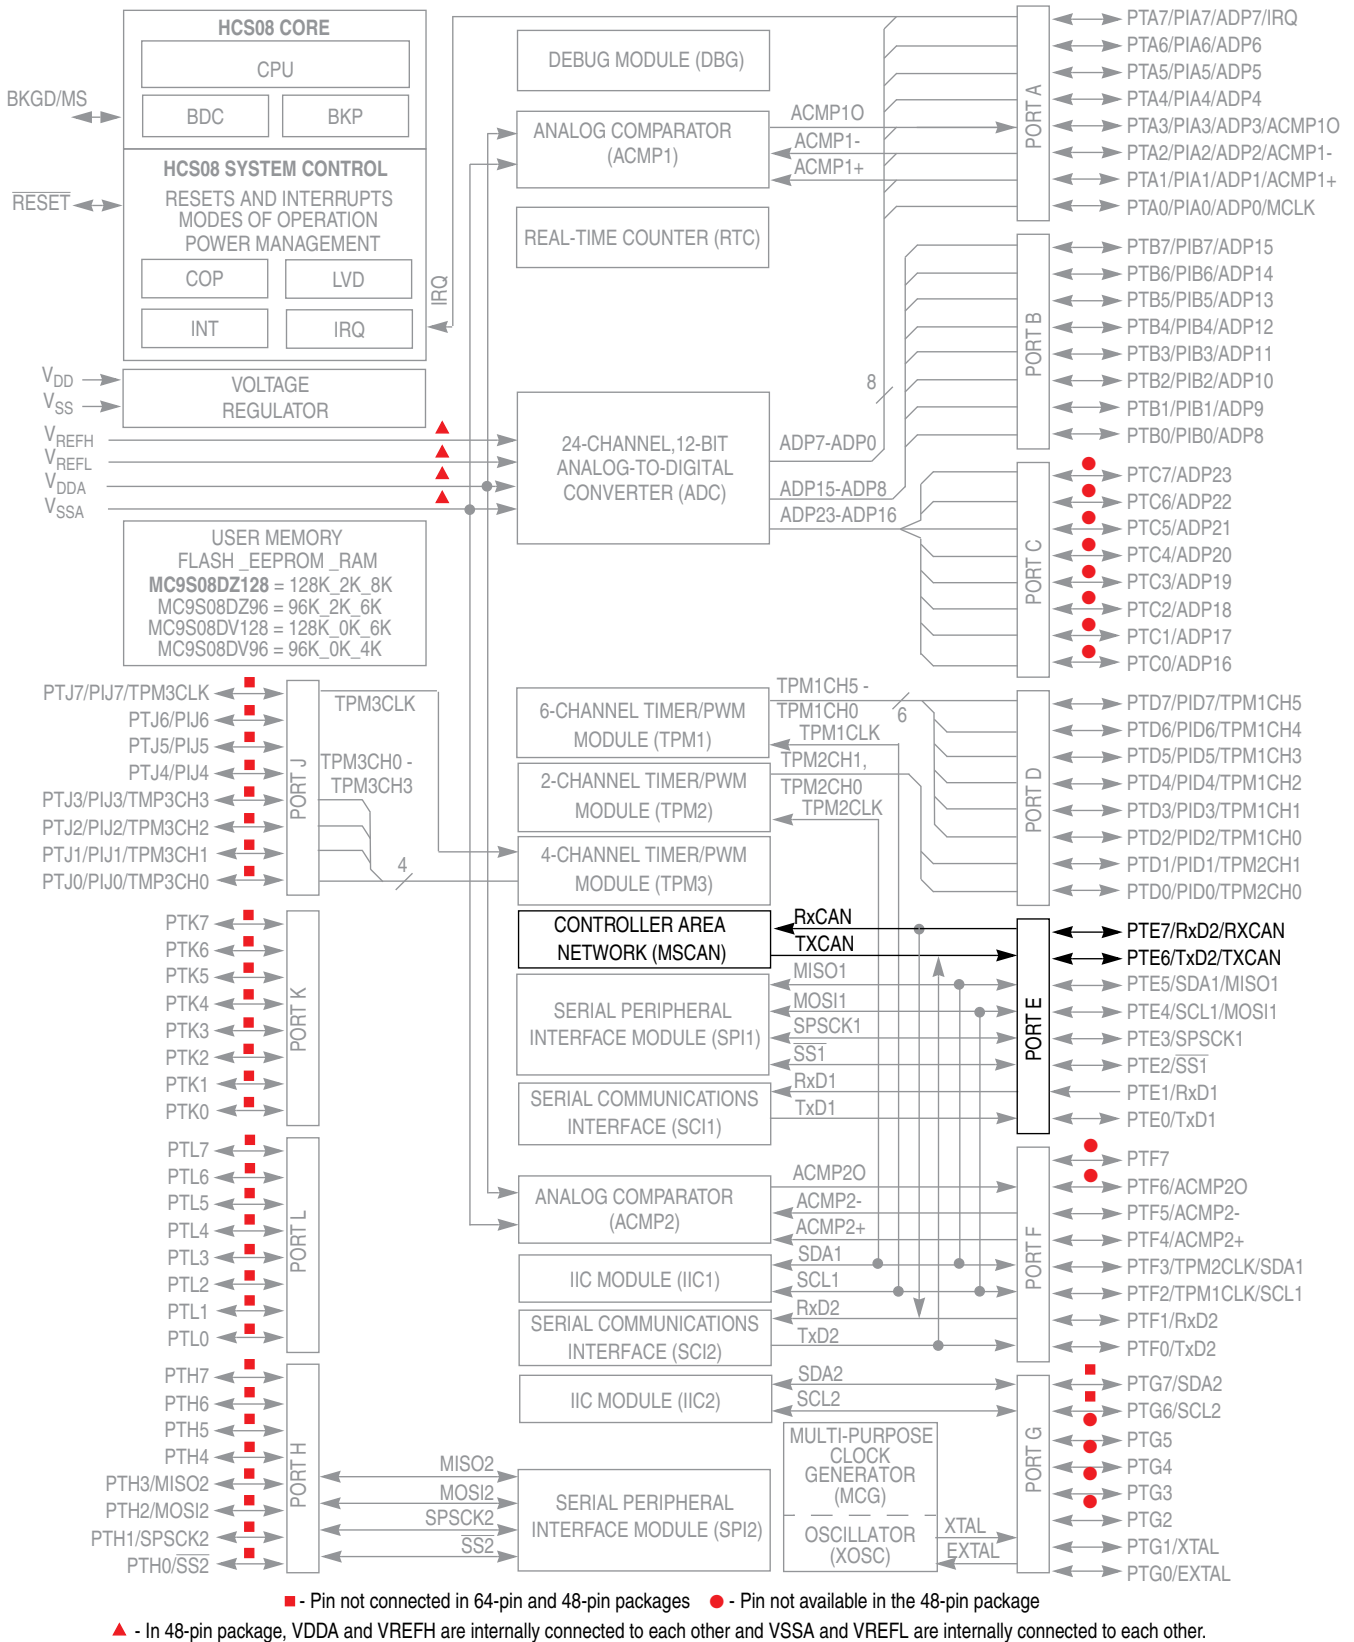 HCS08 CORE
CPU
BDC
BKP
BKGD/MS
HCS08 SYSTEM CONTROL
RESETS AND INTERRUPTS
MODES OF OPERATION
POWER MANAGEMENT
COP
LVD
INT
IRQ
RESET
IRQ
VDD
VSS
VOLTAGE
REGULATOR
VREFH
VREFL
VDDA
VSSA
USER MEMORY
FLASH _EEPROM _RAM
MC9S08DZ128 = 128K_2K_8K
MC9S08DZ96 = 96K_2K_6K
MC9S08DV128 = 128K_0K_6K
MC9S08DV96 = 96K_0K_4K
DEBUG MODULE (DBG)
ANALOG COMPARATOR
(ACMP1)
ACMP1O
ACMP1-
ACMP1+
REAL-TIME COUNTER (RTC)
24-CHANNEL,12-BIT
ANALOG-TO-DIGITAL
CONVERTER (ADC)
8
ADP7-ADP0
ADP15-ADP8
ADP23-ADP16
PORT A
PTA7/PIA7/ADP7/IRQ
PTA6/PIA6/ADP6
PTA5/PIA5/ADP5
PTA4/PIA4/ADP4
PTA3/PIA3/ADP3/ACMP1O
PTA2/PIA2/ADP2/ACMP1-
PTA1/PIA1/ADP1/ACMP1+
PTA0/PIA0/ADP0/MCLK
PORT B
PTB7/PIB7/ADP15
PTB6/PIB6/ADP14
PTB5/PIB5/ADP13
PTB4/PIB4/ADP12
PTB3/PIB3/ADP11
PTB2/PIB2/ADP10
PTB1/PIB1/ADP9
PTB0/PIB0/ADP8
PORT C
PTC7/ADP23
PTC6/ADP22
PTC5/ADP21
PTC4/ADP20
PTC3/ADP19
PTC2/ADP18
PTC1/ADP17
PTC0/ADP16
PTJ7/PIJ7/TPM3CLK
PTJ6/PIJ6
PTJ5/PIJ5
PTJ4/PIJ4
PTJ3/PIJ3/TMP3CH3
PTJ2/PIJ2/TPM3CH2
PTJ1/PIJ1/TPM3CH1
PTJ0/PIJ0/TMP3CH0
PORT J
TPM3CLK
TPM3CH0 -
TPM3CH3
4
6-CHANNEL TIMER/PWM
MODULE (TPM1)
TPM1CH5 -
TPM1CH0
6
TPM1CLK
2-CHANNEL TIMER/PWM
MODULE (TPM2)
TPM2CH1,
TPM2CH0
TPM2CLK
4-CHANNEL TIMER/PWM
MODULE (TPM3)
PORT D
PTD7/PID7/TPM1CH5
PTD6/PID6/TPM1CH4
PTD5/PID5/TPM1CH3
PTD4/PID4/TPM1CH2
PTD3/PID3/TPM1CH1
PTD2/PID2/TPM1CH0
PTD1/PID1/TPM2CH1
PTD0/PID0/TPM2CH0
PTK7
PTK6
PTK5
PTK4
PTK3
PTK2
PTK1
PTK0
PORT K
CONTROLLER AREA
NETWORK (MSCAN)
RxCAN
TXCAN
SERIAL PERIPHERAL
INTERFACE MODULE (SPI1)
MISO1
MOSI1
SPSCK1
SS1
SERIAL COMMUNICATIONS
INTERFACE (SCI1)
RxD1
TxD1
PORT E
PTE7/RxD2/RXCAN
PTE6/TxD2/TXCAN
PTE5/SDA1/MISO1
PTE4/SCL1/MOSI1
PTE3/SPSCK1
PTE2/SS1
PTE1/RxD1
PTE0/TxD1
PTL7
PTL6
PTL5
PTL4
PTL3
PTL2
PTL1
PTL0
PORT L
ANALOG COMPARATOR
(ACMP2)
ACMP2O
ACMP2-
ACMP2+
IIC MODULE (IIC1)
SDA1
SCL1
SERIAL COMMUNICATIONS
INTERFACE (SCI2)
RxD2
TxD2
PORT F
PTF7
PTF6/ACMP2O
PTF5/ACMP2-
PTF4/ACMP2+
PTF3/TPM2CLK/SDA1
PTF2/TPM1CLK/SCL1
PTF1/RxD2
PTF0/TxD2
PTH7
PTH6
PTH5
PTH4
PTH3/MISO2
PTH2/MOSI2
PTH1/SPSCK2
PTH0/SS2
PORT H
MISO2
MOSI2
SPSCK2
SS2
IIC MODULE (IIC2)
SDA2
SCL2
SERIAL PERIPHERAL
INTERFACE MODULE (SPI2)
MULTI-PURPOSE
CLOCK
GENERATOR
(MCG)
OSCILLATOR
(XOSC)
XTAL
EXTAL
PORT G
PTG7/SDA2
PTG6/SCL2
PTG5
PTG4
PTG3
PTG2
PTG1/XTAL
PTG0/EXTAL
- Pin not connected in 64-pin and 48-pin packages
- Pin not available in the 48-pin package
- In 48-pin package, VDDA and VREFH are internally connected to each other and VSSA and VREFL are internally connected to each other.